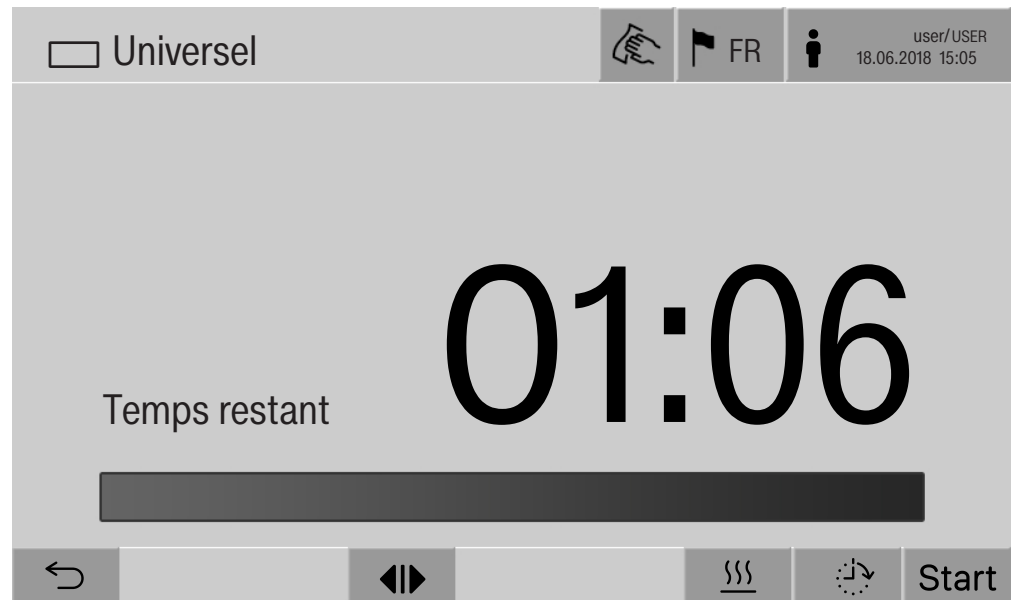 Universel
FR
user/USER
18.06.2018 15:05
01:06
Temps restant
Start